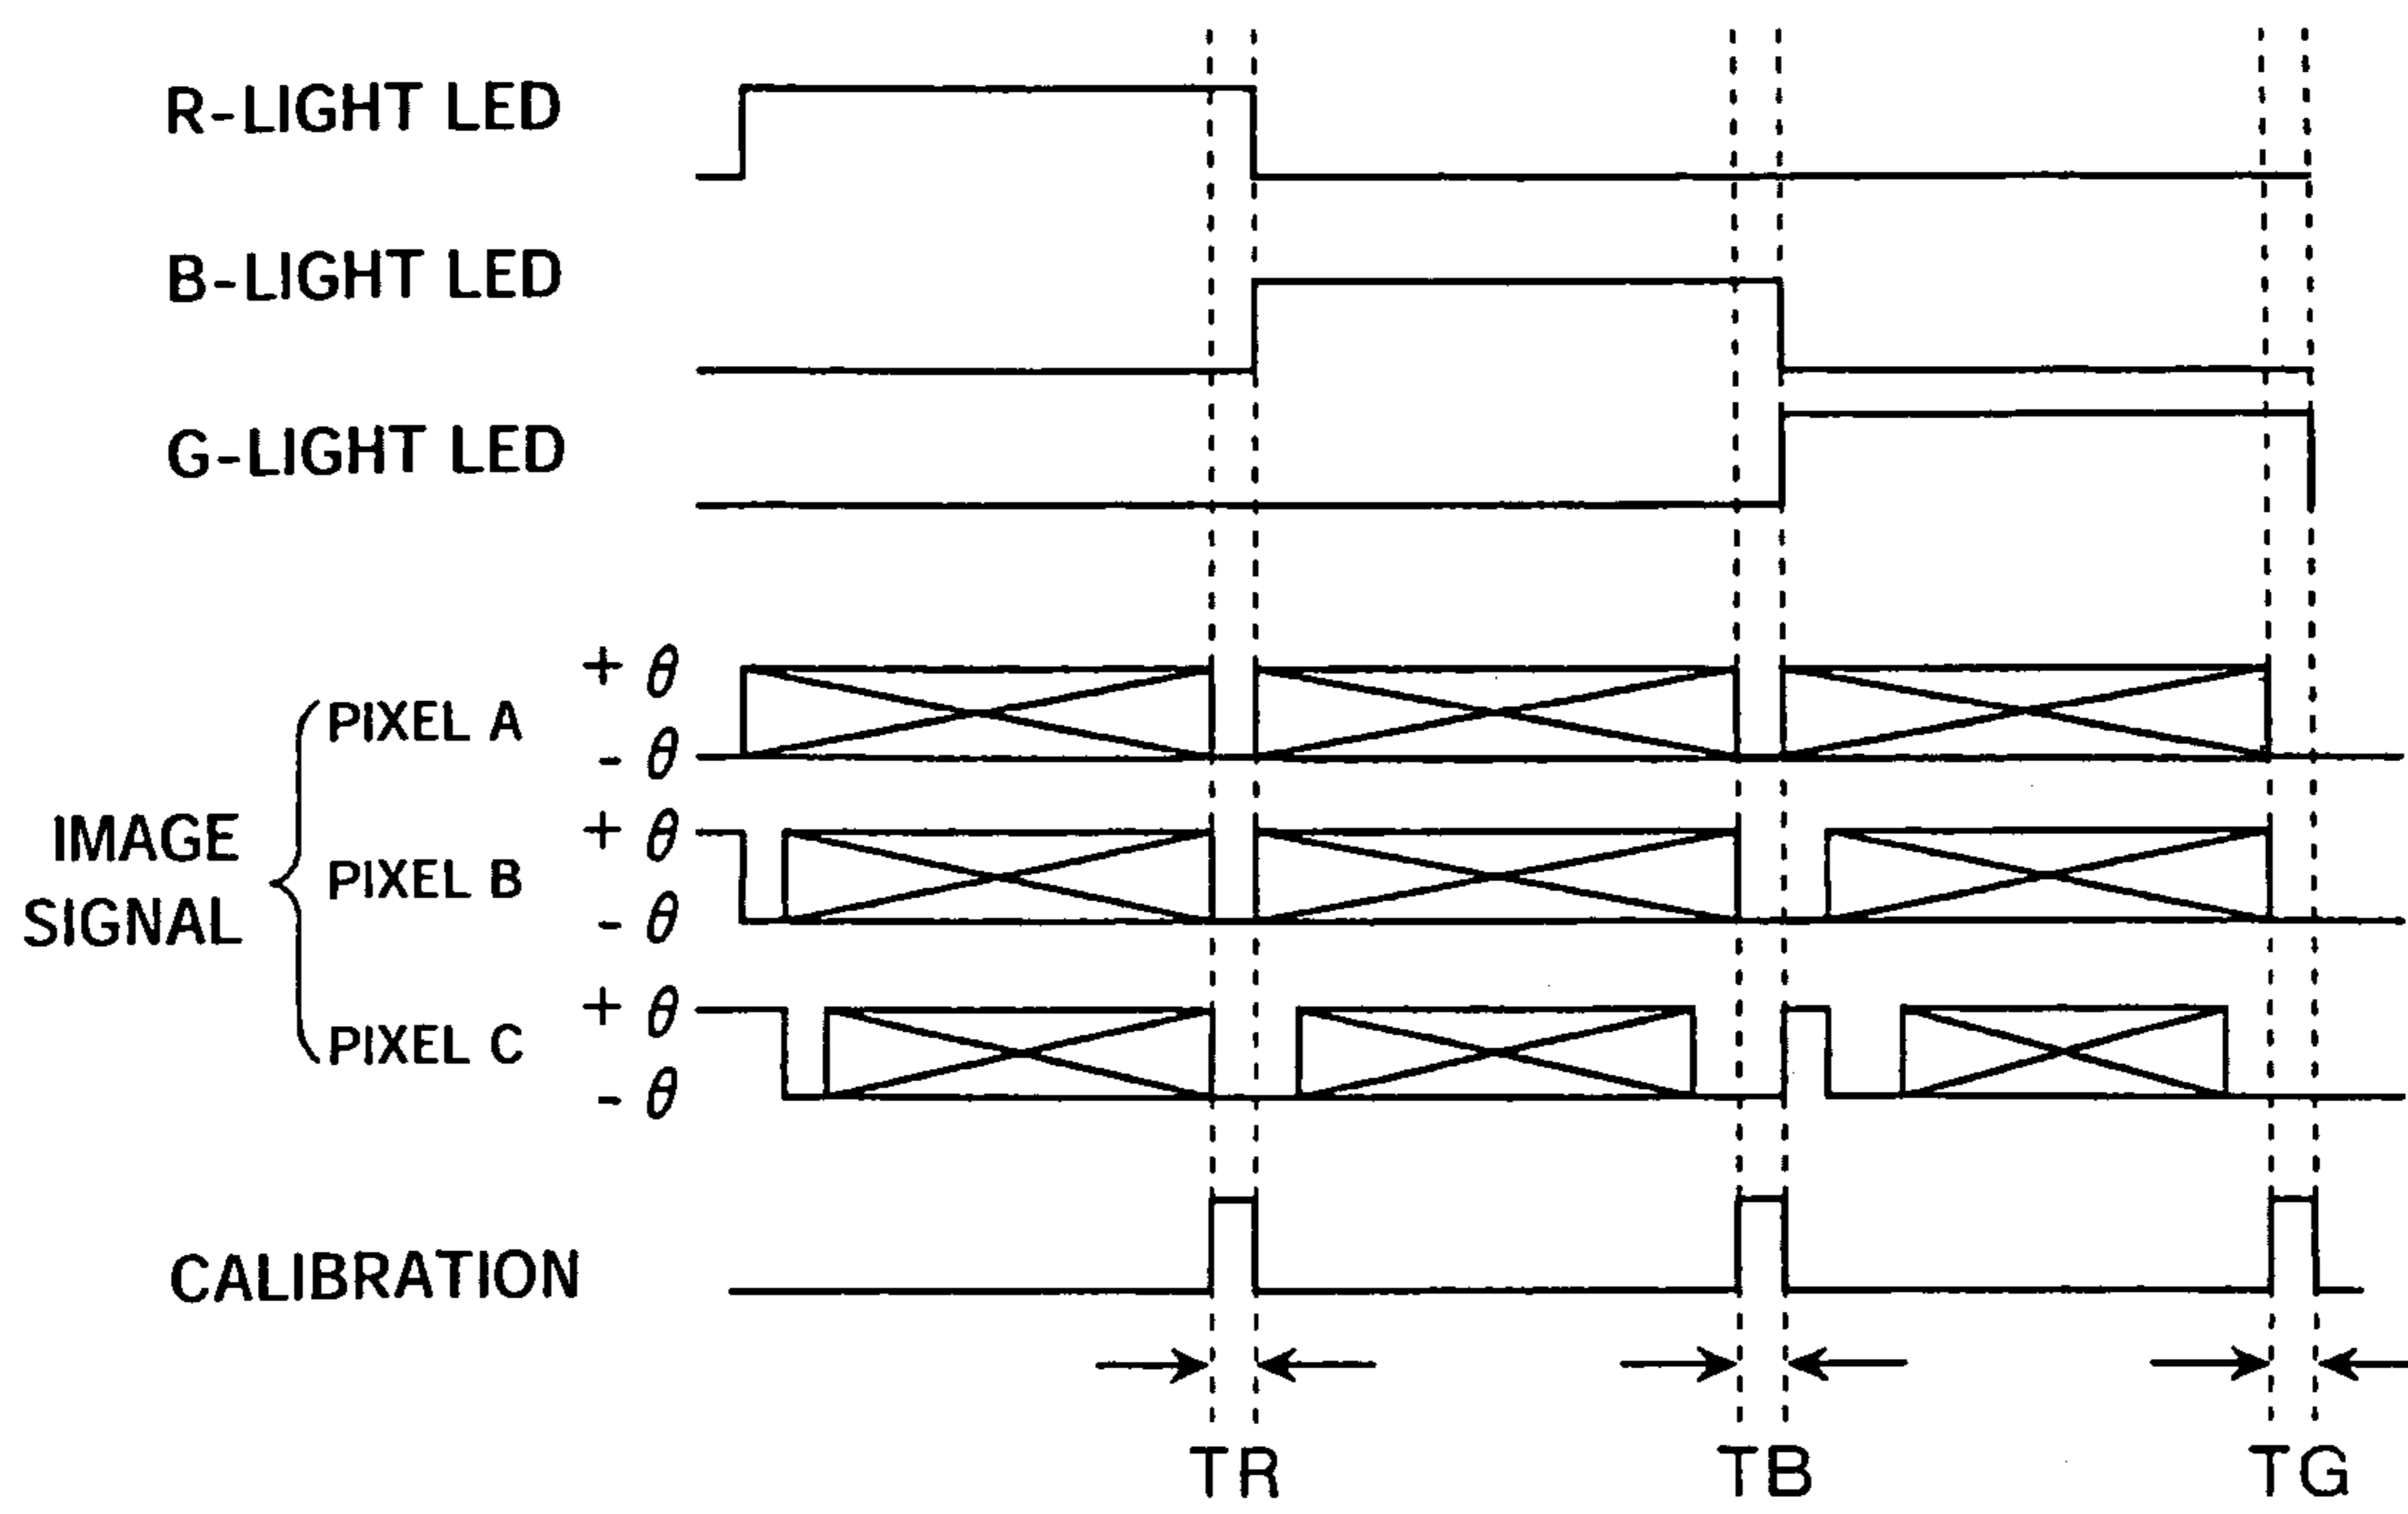 R-LIGHT LED
B-LIGHT LED
G-LIGHT LED
IMAGE SIGNAL
PIXEL A
+ θ
- θ
PIXEL B
+ θ
- θ
PIXEL C
+ θ
- θ
CALIBRATION
TR
TB
TG